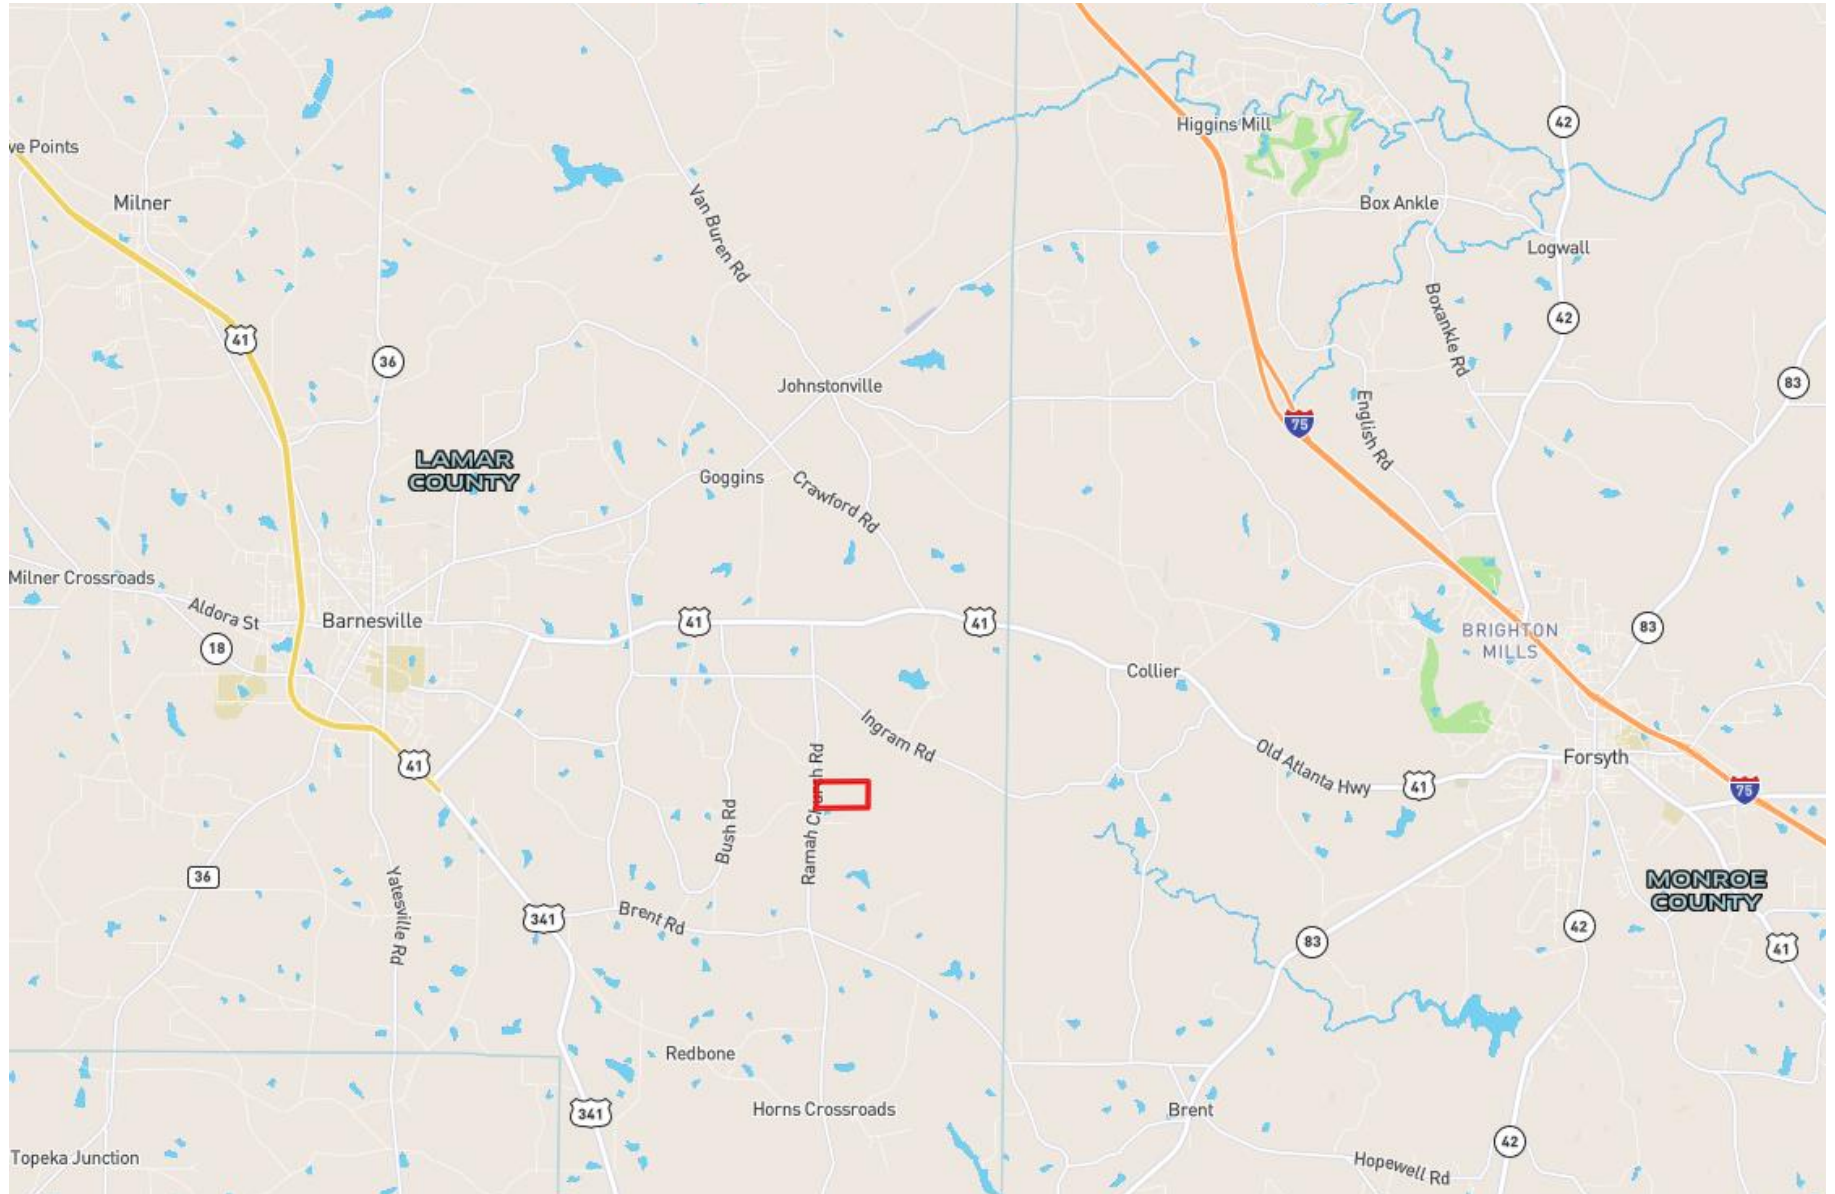 42
Higgins Mill
ve Points
Milner
Box Ankle
Van Buren Rd
Logwall
42
41
Boxankle Rd
36
Johnstonville
83
75
English Rd
LAMAR
COUNTY
Goggins
Crawford Rd
Milner Crossroads
Aldora St
Barnesville
41
41
83
BRIGHTON
MILLS
18
Collier
Ingram Rd
Old Atlanta Hwy
Forsyth
41
41
75
Bush Rd
Ramah Church Rd
36
Yatesville Rd
MONROE
COUNTY
341
Brent Rd
42
83
41
Redbone
341
Horns Crossroads
Brent
42
Topeka Junction
Hopewell Rd